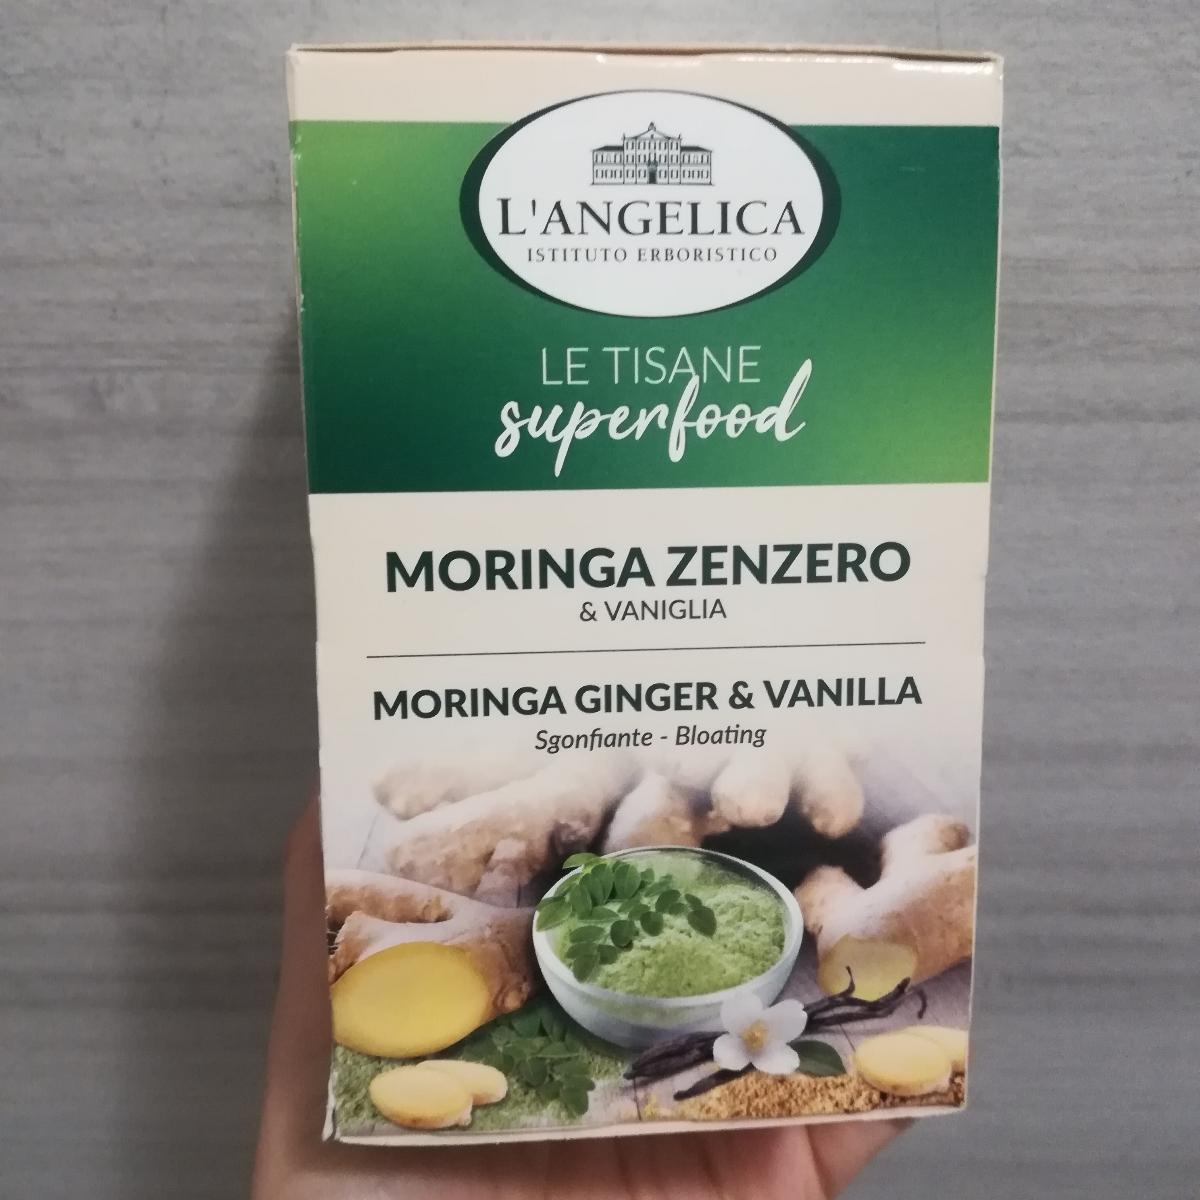 L'ANGELICA
ISTITUTO ERBORISTICO
LE TISANE
superfood
MORINGA ZENZERO
& VANIGLIA
MORINGA GINGER & VANILLA
Sgonfiante - Bloating